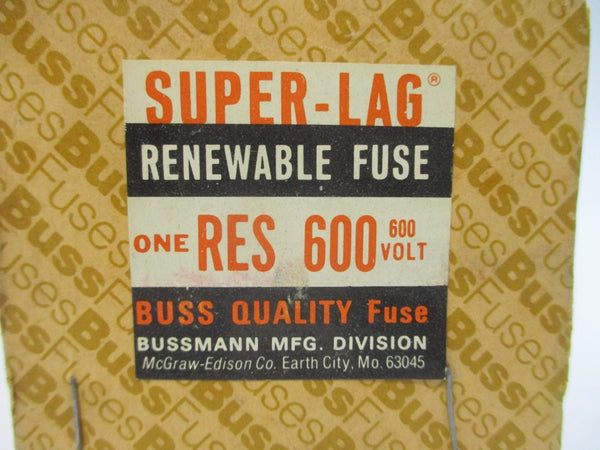 SUPER-LAG®
RENEWABLE FUSE
ONE RES 600 600 VOLT
BUSS QUALITY Fuse
BUSSMANN MFG. DIVISION
McGraw-Edison Co. Earth City, Mo. 63045